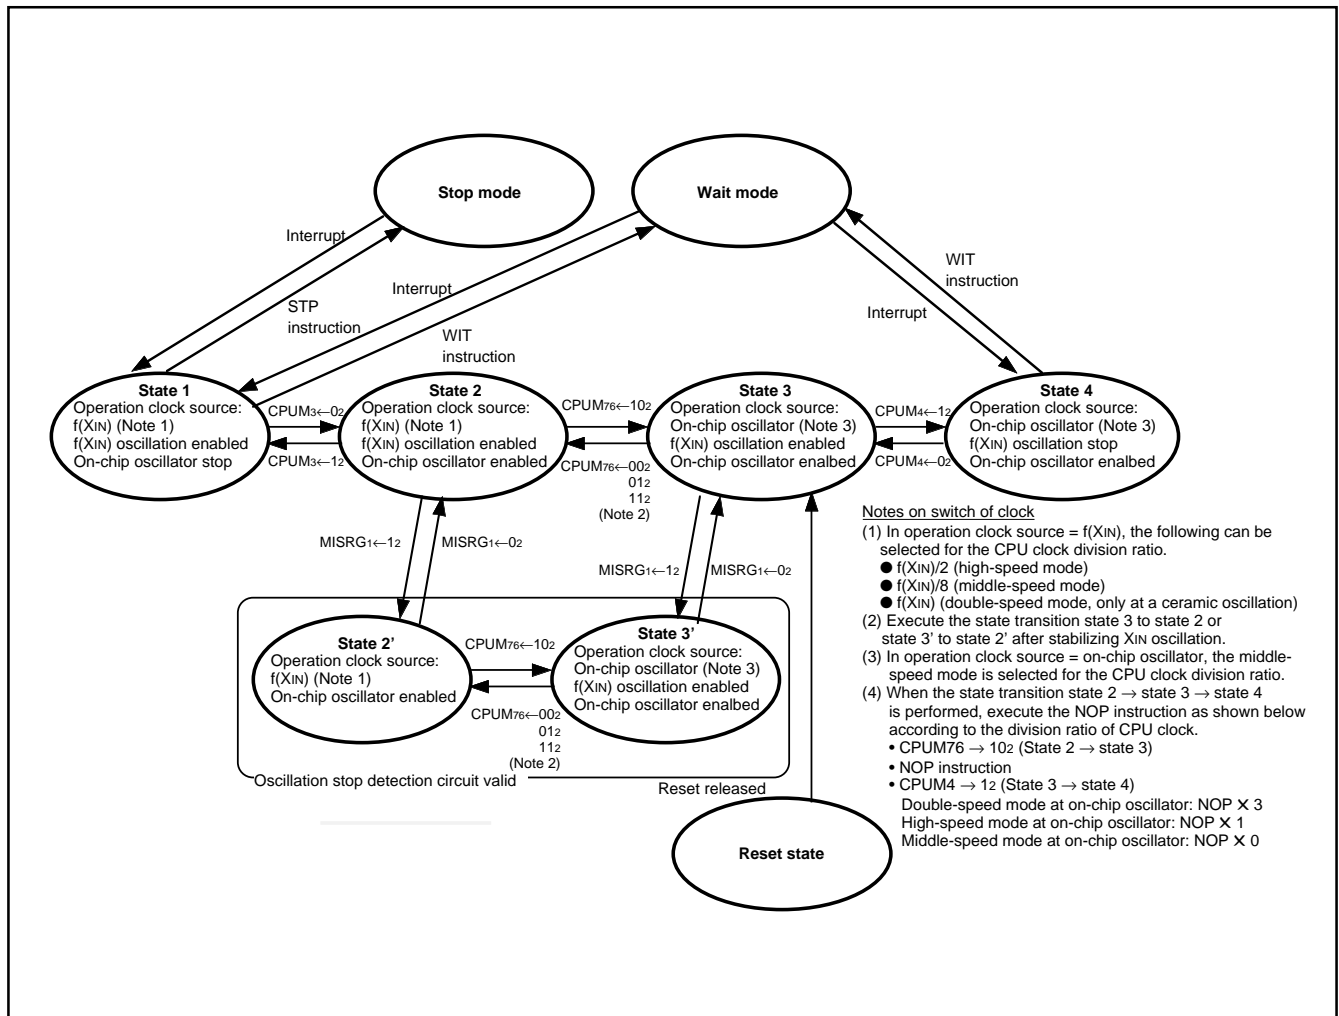 Stop mode
Wait mode
Interrupt
WIT
instruction
Interrupt
Interrupt
STP
instruction
WIT
instruction
State 1
Operation clock source:
f(XIN) (Note 1)
f(XIN) oscillation enabled
On-chip oscillator stop
CPUM3←02
CPUM3←12
State 2
Operation clock source:
f(XIN) (Note 1)
f(XIN) oscillation enabled
On-chip oscillator enabled
CPUM76←102
CPUM76←002
012
112
(Note 2)
State 3
Operation clock source:
On-chip oscillator (Note 3)
f(XIN) oscillation enabled
On-chip oscillator enalbed
CPUM4←12
CPUM4←02
State 4
Operation clock source:
On-chip oscillator (Note 3)
f(XIN) oscillation stop
On-chip oscillator enalbed
MISRG1←12
MISRG1←02
MISRG1←12
MISRG1←02
State 2'
Operation clock source:
f(XIN) (Note 1)
On-chip oscillator enabled
CPUM76←102
CPUM76←002
012
112
(Note 2)
State 3'
Operation clock source:
On-chip oscillator (Note 3)
f(XIN) oscillation enabled
On-chip oscillator enalbed
Oscillation stop detection circuit valid
Reset released
Reset state
Notes on switch of clock
(1) In operation clock source = f(XIN), the following can be
selected for the CPU clock division ratio.
● f(XIN)/2 (high-speed mode)
● f(XIN)/8 (middle-speed mode)
● f(XIN) (double-speed mode, only at a ceramic oscillation)
(2) Execute the state transition state 3 to state 2 or
state 3' to state 2' after stabilizing XIN oscillation.
(3) In operation clock source = on-chip oscillator, the middle-
speed mode is selected for the CPU clock division ratio.
(4) When the state transition state 2 → state 3 → state 4
is performed, execute the NOP instruction as shown below
according to the division ratio of CPU clock.
• CPUM76 → 102 (State 2 → state 3)
• NOP instruction
• CPUM4 → 12 (State 3 → state 4)
Double-speed mode at on-chip oscillator: NOP ✕ 3
High-speed mode at on-chip oscillator: NOP ✕ 1
Middle-speed mode at on-chip oscillator: NOP ✕ 0